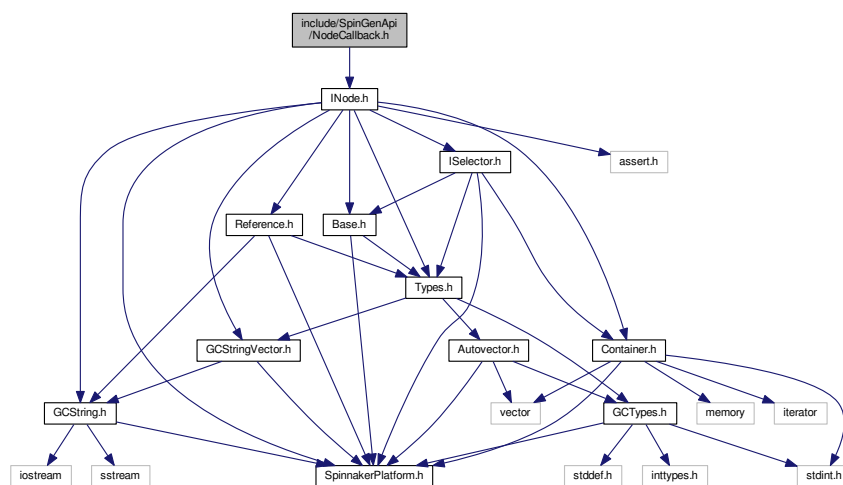 include/SpinGenApi
/NodeCallback.h
INode.h
ISelector.h
assert.h
Reference.h
Base.h
Types.h
GCStringVector.h
Autovector.h
Container.h
GCString.h
vector
GCTypes.h
memory
iterator
iostream
sstream
SpinnakerPlatform.h
stddef.h
inttypes.h
stdint.h